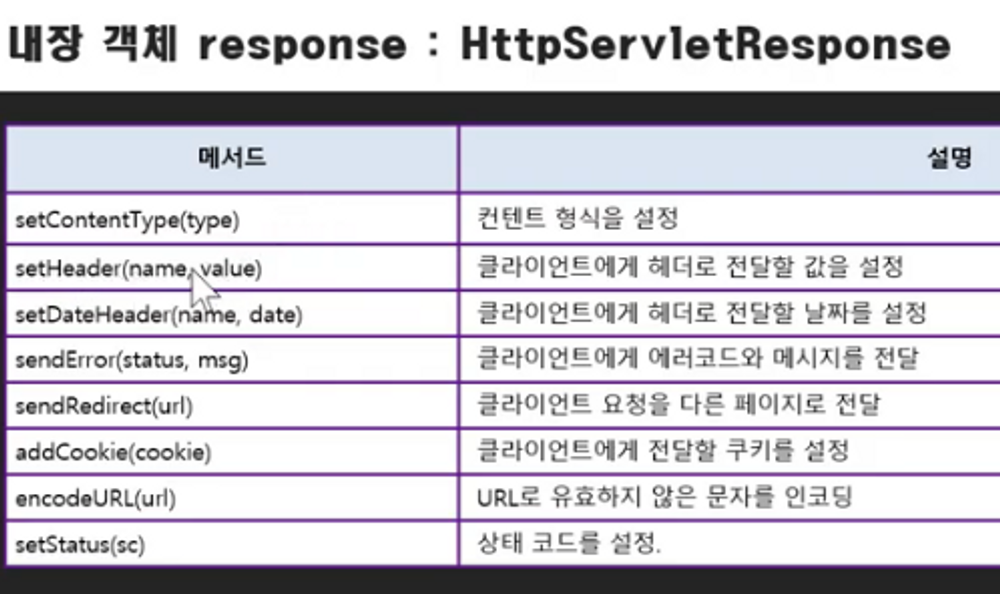 내장 객체 response : HttpServletResponse
메서드 설명
setContentType(type) 컨텐트 형식을 설정
setHeader(name, value) 클라이언트에게 헤더로 전달할 값을 설정
setDateHeader(name, date) 클라이언트에게 헤더로 전달할 날짜를 설정
sendError(status, msg) 클라이언트에게 에러코드와 메시지를 전달
sendRedirect(url) 클라이언트 요청을 다른 페이지로 전달
addCookie(cookie) 클라이언트에게 전달할 쿠키를 설정
encodeURL(url) URL로 유효하지 않은 문자를 인코딩
setStatus(sc) 상태 코드를 설정.